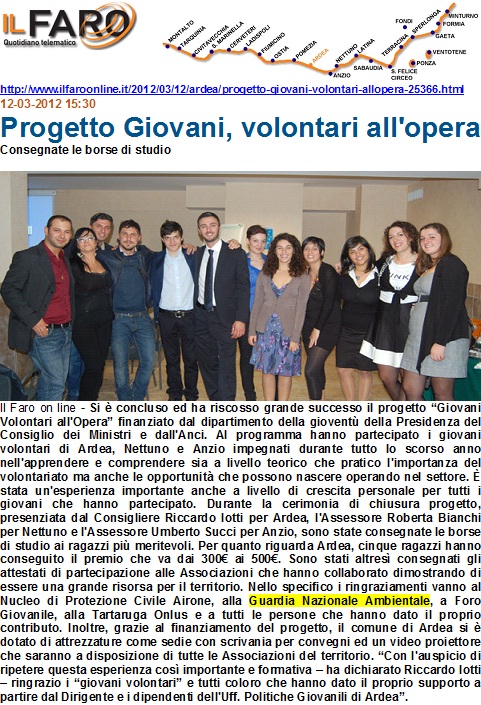 IL FARO
Quotidiano telematico
MONTALTO
TARQUINIA
CIVITAVECCHIA
S. MARINELLA
CERVETERI
LADISPOLI
FIUMICINO
OSTIA
POMEZIA
ARDEA
ANZIO
NETTUNO
LATINA
SABAUDIA
S. FELICE
CIRCEO
TERRACINA
FONDI
SPERLONGA
GAETA
FORMIA
MINTURNO
VENTOTENE
PONZA
http://www.ilfaroonline.it/2012/03/12/ardea/progetto-giovani-volontari-allopera-25366.html
12-03-2012 15:30
Progetto Giovani, volontari all'opera
Consegnate le borse di studio
Il Faro on line - Si è concluso ed ha riscosso grande successo il progetto “Giovani
Volontari all'Opera” finanziato dal dipartimento della gioventù della Presidenza del
Consiglio dei Ministri e dall'Anci. Al programma hanno partecipato i giovani
volontari di Ardea, Nettuno e Anzio impegnati durante tutto lo scorso anno
nell'apprendere e comprendere sia a livello teorico che pratico l'importanza del
volontariato ma anche le opportunità che possono nascere operando nel settore. È
stata un'esperienza importante anche a livello di crescita personale per tutti i
giovani che hanno partecipato. Durante la cerimonia di chiusura progetto,
presenziata dal Consigliere Riccardo Iotti per Ardea, l'Assessore Roberta Bianchi
per Nettuno e l'Assessore Umberto Succi per Anzio, sono state consegnate le borse
di studio ai ragazzi più meritevoli. Per quanto riguarda Ardea, cinque ragazzi hanno
conseguito il premio che va dai 300€ ai 500€. Sono stati altresì consegnati gli
attestati di partecipazione alle Associazioni che hanno collaborato dimostrando di
essere una grande risorsa per il territorio. Nello specifico i ringraziamenti vanno al
Nucleo di Protezione Civile Airone, alla Guardia Nazionale Ambientale, a Foro
Giovanile, alla Tartaruga Onlus e a tutti le persone che hanno dato il proprio
contributo. Inoltre, grazie al finanziamento del progetto, il comune di Ardea si è
dotato di attrezzature come sedie con scrivania per convegni ed un video proiettore
che saranno a disposizione di tutte le Associazioni del territorio. “Con l'auspicio di
ripetere questa esperienza così importante e formativa – ha dichiarato Riccardo Iotti
– ringrazio i “giovani volontari” e tutti coloro che hanno dato il proprio supporto a
partire dal Dirigente e i dipendenti dell'Uff. Politiche Giovanili di Ardea”.